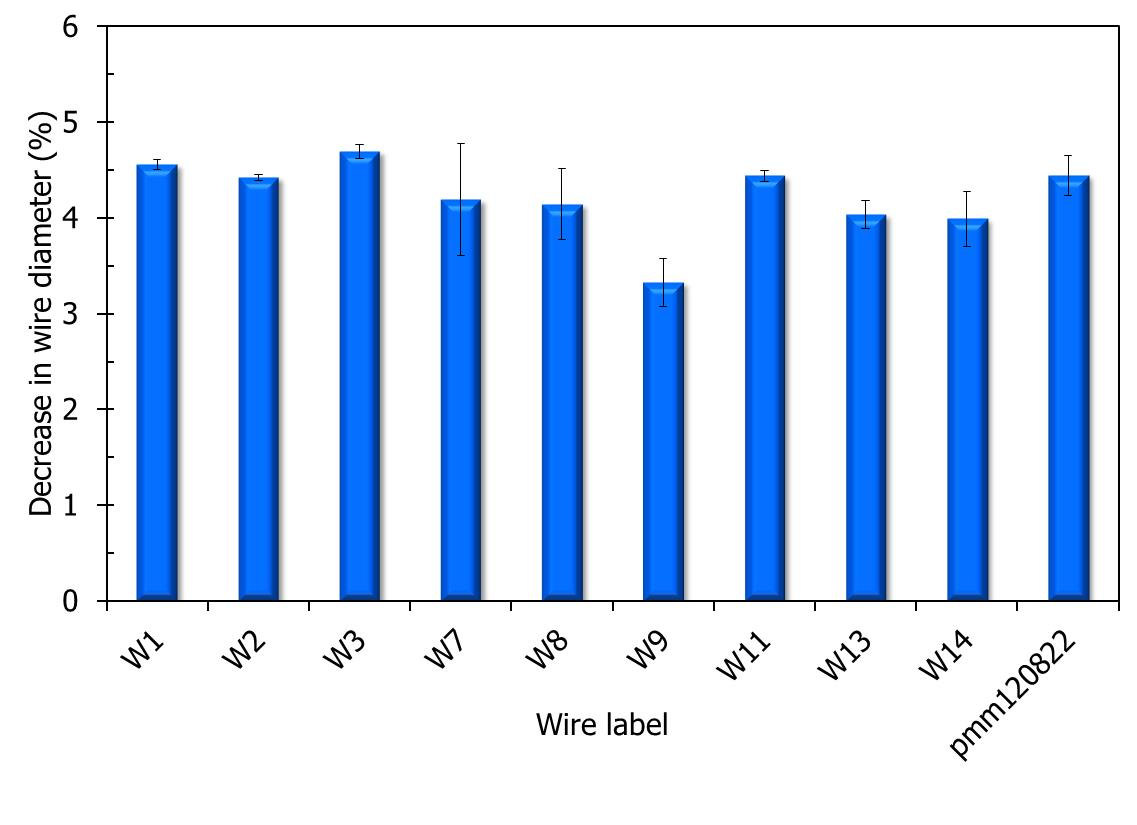 Decrease in wire diameter (%)
6
5
4
3
2
1
0
W1
W2
W3
W7
W8
W9
W11
W13
W14
pmm120822
Wire label